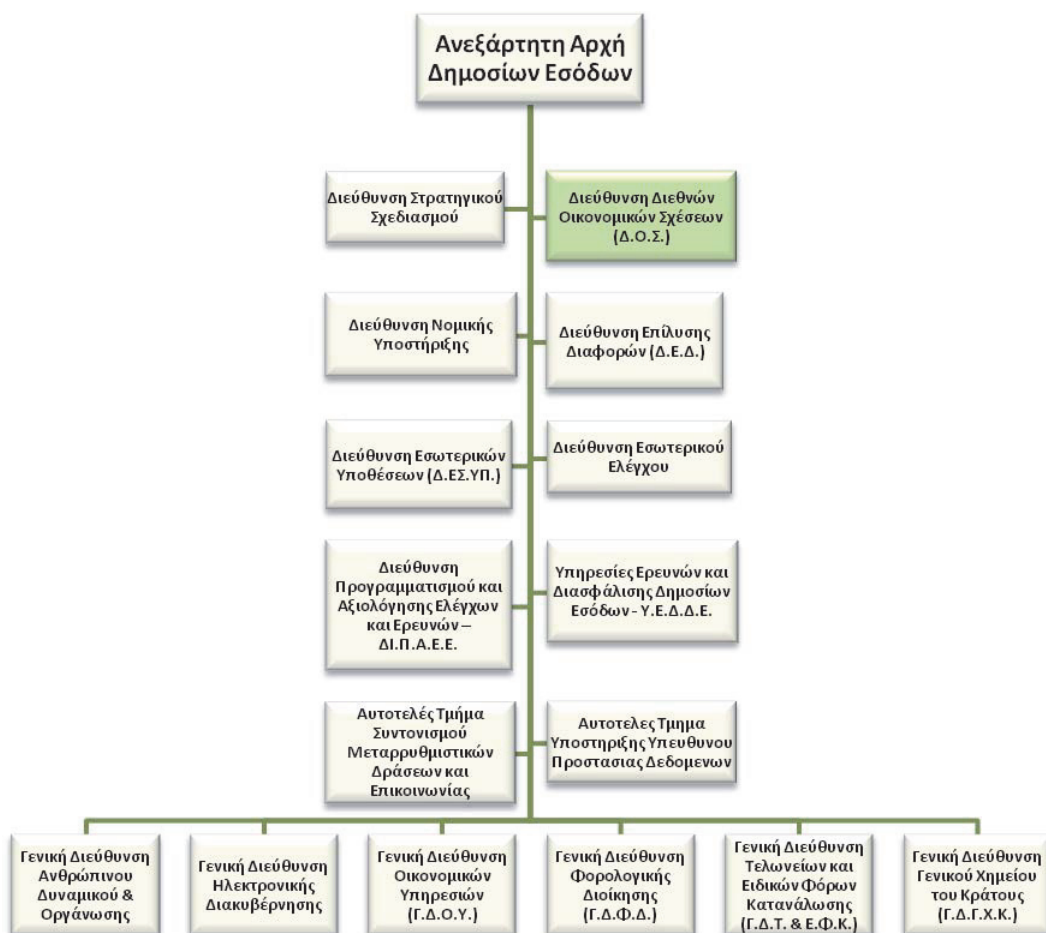 Ανεξάρτητη Αρχή
Δημοσίων Εσόδων
Διεύθυνση Στρατηγικού
Σχεδιασμού
Διεύθυνση Διεθνών
Οικονομικών Σχέσεων
(Δ.Ο.Σ.)
Διεύθυνση Νομικής
Υποστήριξης
Διεύθυνση Επίλυσης
Διαφορών (Δ.Ε.Δ.)
Διεύθυνση Εσωτερικών
Υποθέσεων (Δ.ΕΣ.ΥΠ.)
Διεύθυνση Εσωτερικού
Ελέγχου
Διεύθυνση
Προγραμματισμού και
Αξιολόγησης Ελέγχων
και Ερευνών –
ΔΙ.Π.Α.Ε.Ε.
Υπηρεσίες Ερευνών και
Διασφάλισης Δημοσίων
Εσόδων - Υ.Ε.Δ.Δ.Ε.
Αυτοτελές Τμήμα
Συντονισμού
Μεταρρυθμιστικών
Δράσεων και
Επικοινωνίας
Αυτοτελες Τμημα
Υποστηριξης Υπευθυνου
Προστασιας Δεδομενων
Γενική Διεύθυνση
Ανθρώπινου
Δυναμικού &
Οργάνωσης
Γενική Διεύθυνση
Ηλεκτρονικής
Διακυβέρνησης
Γενική Διεύθυνση
Οικονομικών
Υπηρεσιών
(Γ.Δ.Ο.Υ.)
Γενική Διεύθυνση
Φορολογικής
Διοίκησης
(Γ.Δ.Φ.Δ.)
Γενική Διεύθυνση
Τελωνείων και
Ειδικών Φόρων
Κατανάλωσης
(Γ.Δ.Τ. & Ε.Φ.Κ.)
Γενική Διεύθυνση
Γενικού Χημείου
του Κράτους
(Γ.Δ.Γ.Χ.Κ.)